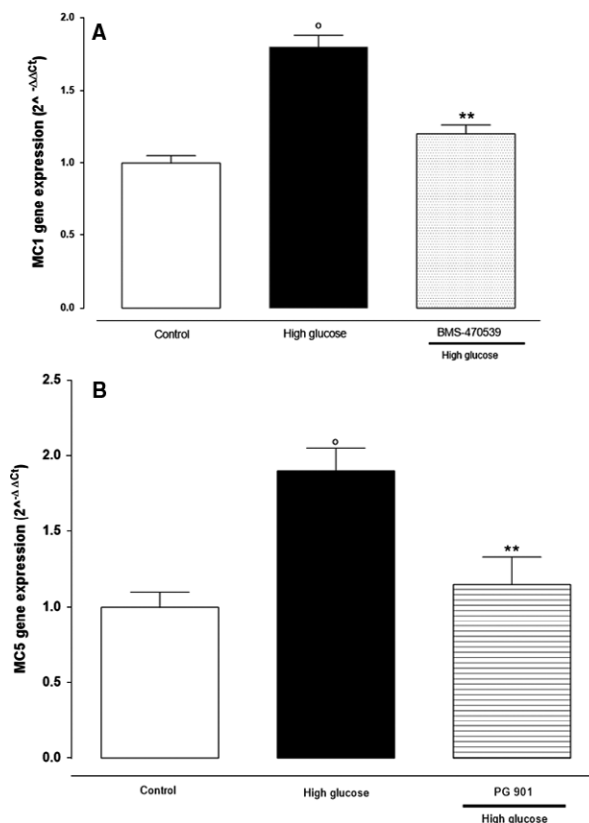 A
MC1 gene expression (2^ -ΔΔCt)
2.0
1.5
1.0
0.5
0.0
°
**
Control
High glucose
BMS-470539
High glucose
B
MC5 gene expression (2^-Δ ΔCt)
2.5
2.0
1.5
1.0
0.5
0.0
°
**
Control
High glucose
PG 901
High glucose